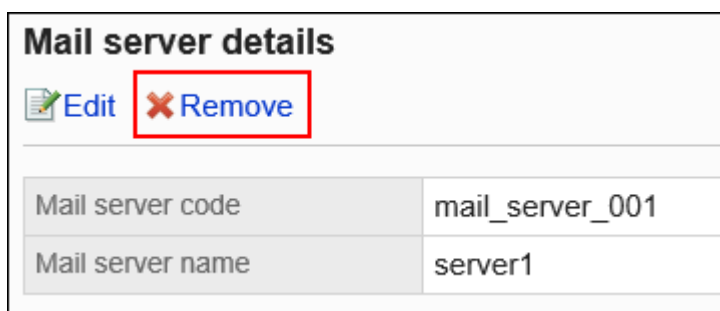 Mail server details
Edit Remove
Mail server code mail_server_001
Mail server name server1